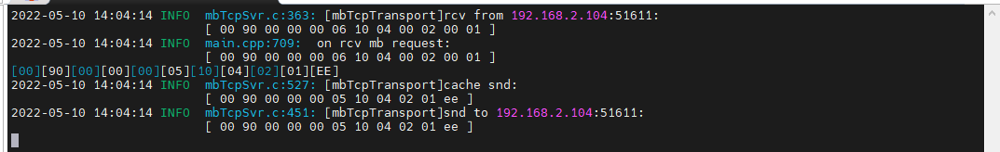 2022-05-10 14:04:14 INFO  mbTcpSvr.c:363: [mbTcpTransport]rcv from 192.168.2.104:51611:
[ 00 90 00 00 00 06 10 04 00 02 00 01 ]
2022-05-10 14:04:14 INFO  main.cpp:709:  on rcv mb request:
[ 00 90 00 00 00 06 10 04 00 02 00 01 ]
[00][90][00][00][00][05][10][04][02][01][EE]
2022-05-10 14:04:14 INFO  mbTcpSvr.c:527: [mbTcpTransport]cache snd:
[ 00 90 00 00 00 05 10 04 02 01 ee ]
2022-05-10 14:04:14 INFO  mbTcpSvr.c:451: [mbTcpTransport]snd to 192.168.2.104:51611:
[ 00 90 00 00 00 05 10 04 02 01 ee ]